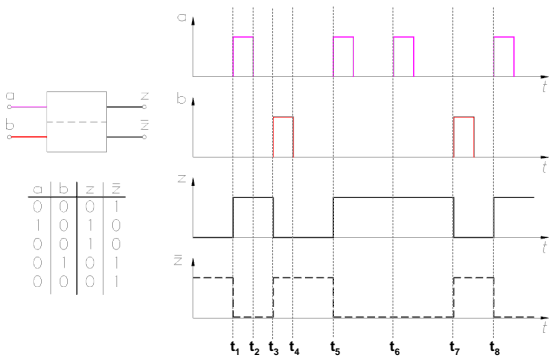 a
t
b
t
z
t
z̅
t
t1 t2 t3 t4 t5 t6 t7 t8
a z
b z̅
a b z z̅
0 0 0 1
1 0 1 0
0 0 1 0
0 1 0 1
0 0 0 1